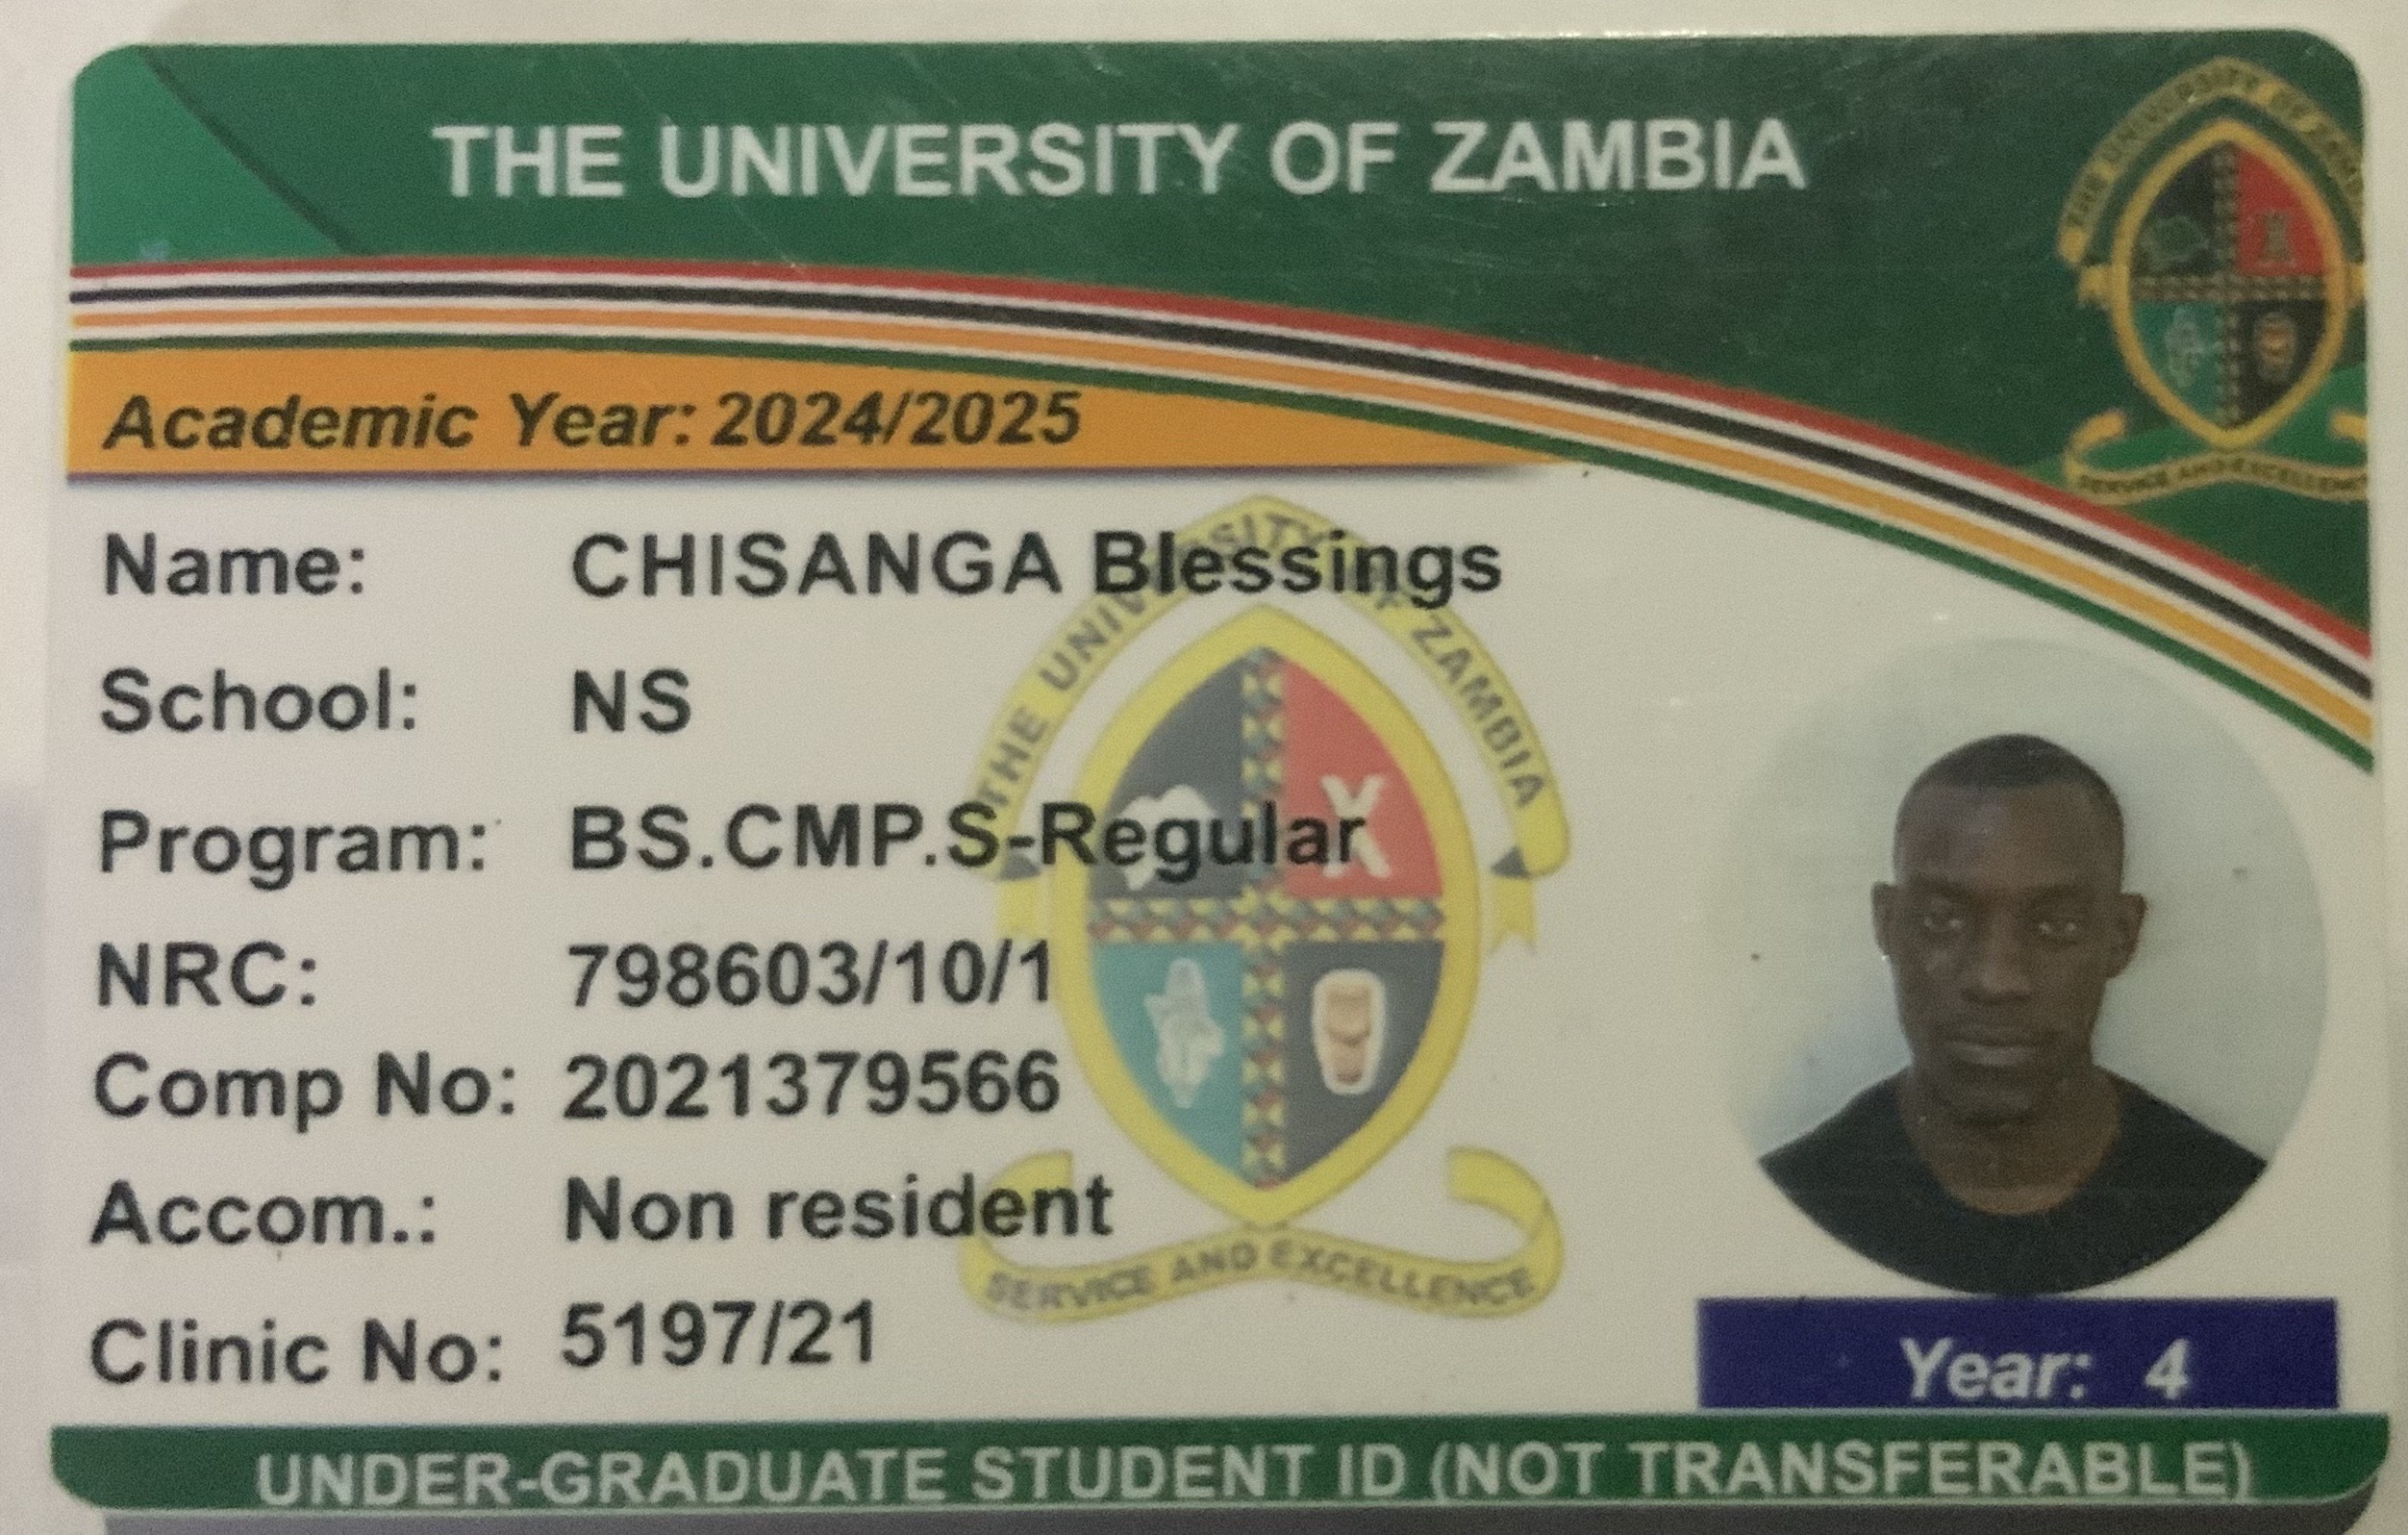 THE UNIVERSITY OF ZAMBIA
THE UNIVERSITY OF ZAMBIA
SERVICE AND EXCELLENCE
Academic Year: 2024/2025
Name: CHISANGA Blessings
School: NS
Program: BS.CMP.S-Regular
NRC: 798603/10/1
Comp No: 2021379566
Accom.: Non resident
Clinic No: 5197/21
THE UNIVERSITY OF ZAMBIA
SERVICE AND EXCELLENCE
Year: 4
UNDER-GRADUATE STUDENT ID (NOT TRANSFERABLE)